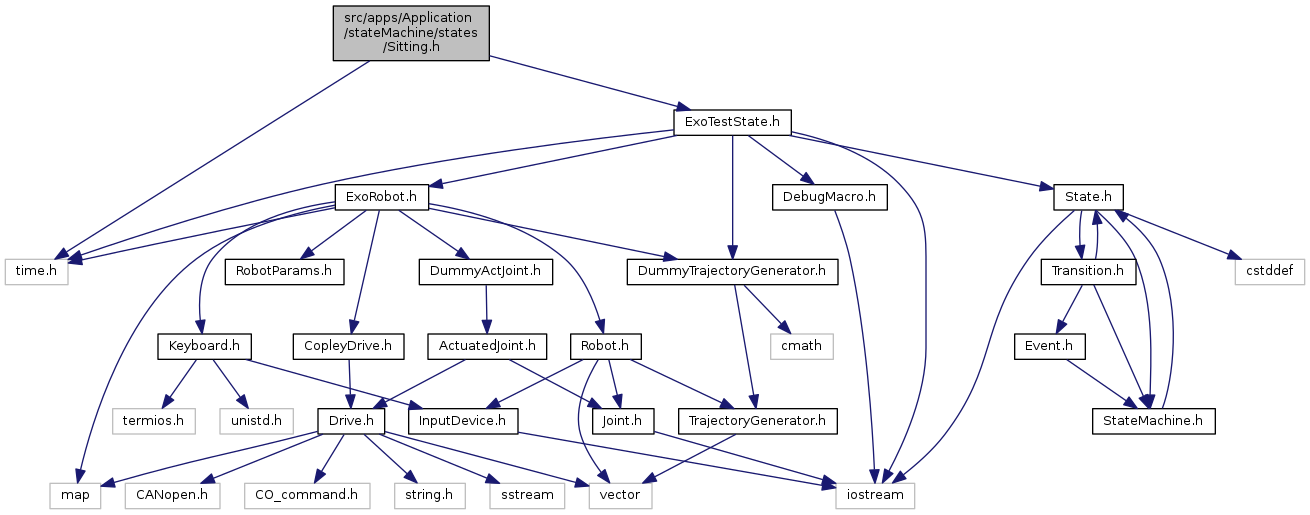 src/apps/Application
/stateMachine/states
/Sitting.h
ExoTestState.h
ExoRobot.h
DebugMacro.h
State.h
time.h
RobotParams.h
DummyActJoint.h
DummyTrajectoryGenerator.h
Transition.h
cstddef
Keyboard.h
CopleyDrive.h
ActuatedJoint.h
Robot.h
cmath
Event.h
termios.h
unistd.h
Drive.h
InputDevice.h
Joint.h
TrajectoryGenerator.h
StateMachine.h
map
CANopen.h
CO_command.h
string.h
sstream
vector
iostream